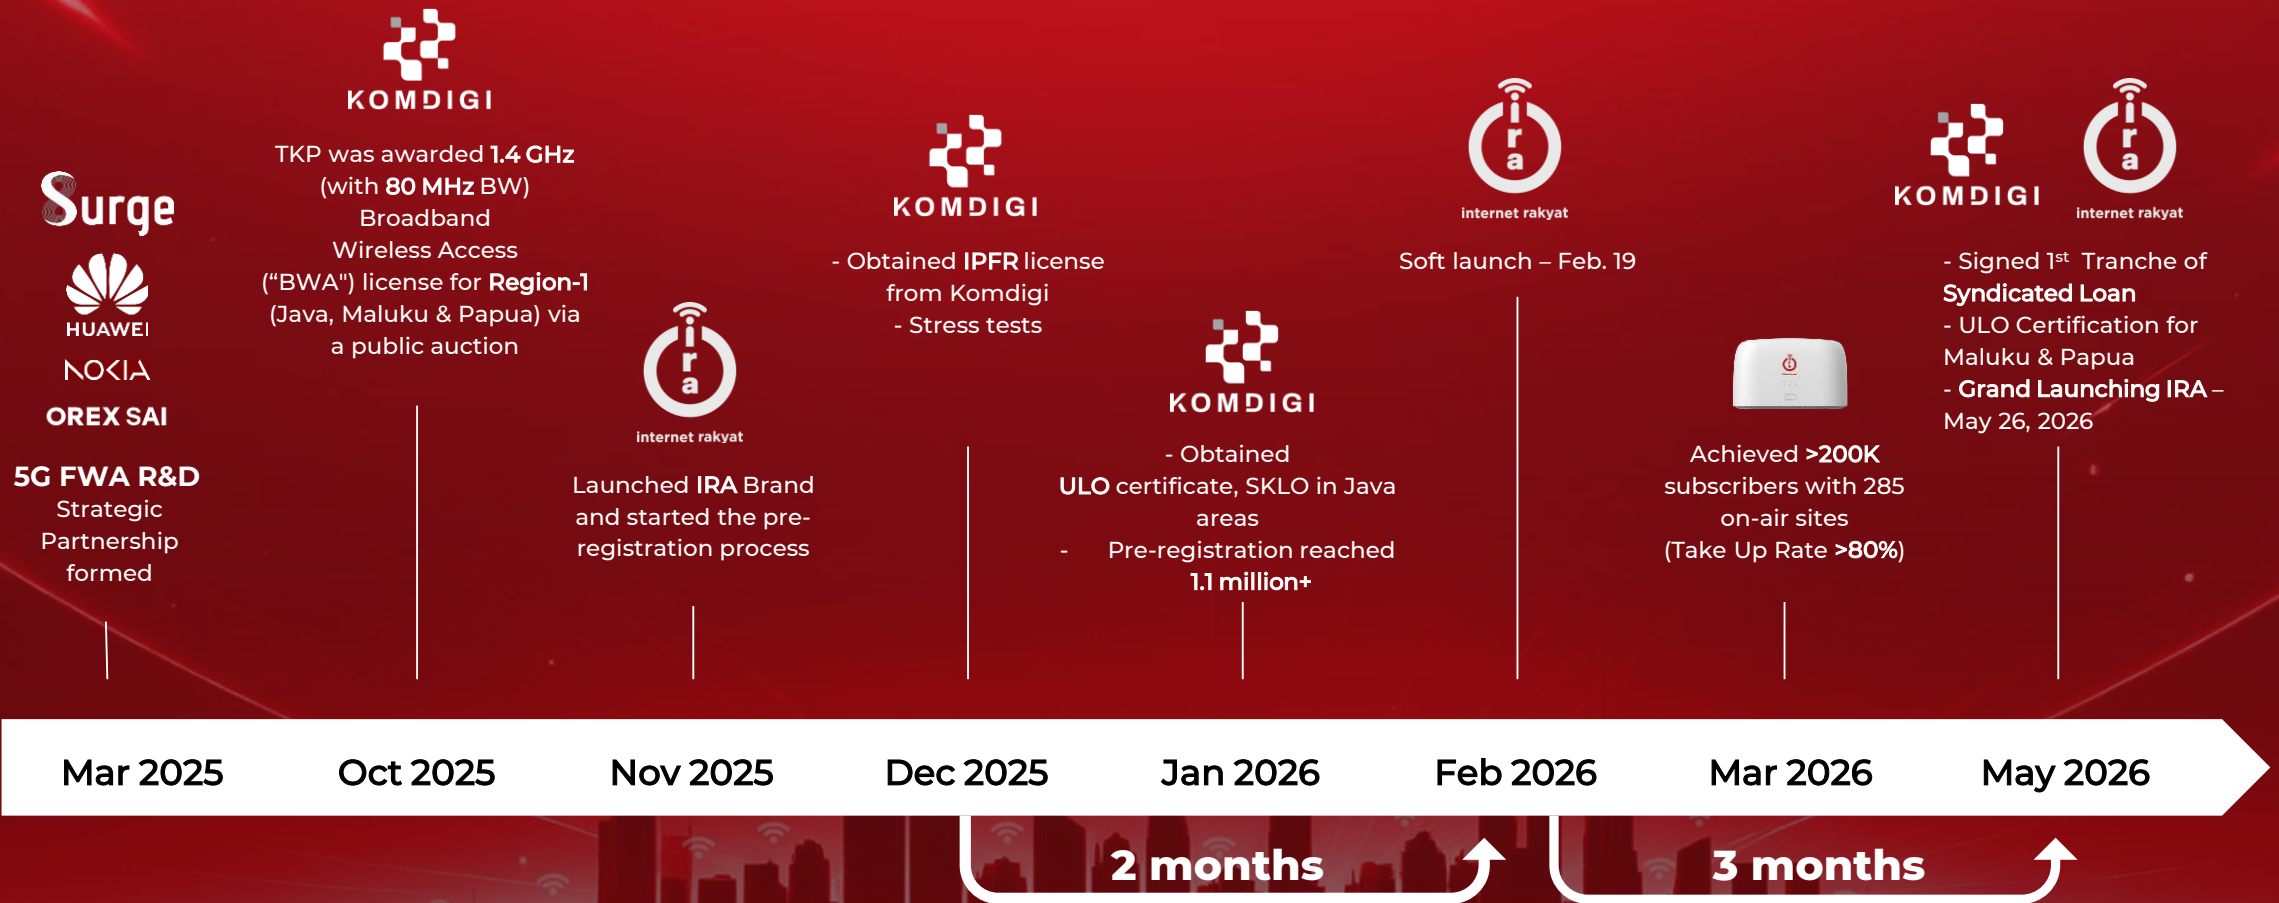 Surge
HUAWEI
NOKIA
OREX SAI
5G FWA R&D
Strategic
Partnership
formed
KOMDIGI
TKP was awarded 1.4 GHz
(with 80 MHz BW)
Broadband
Wireless Access
(“BWA") license for Region-1
(Java, Maluku & Papua) via
a public auction
ira
internet rakyat
Launched IRA Brand
and started the pre-
registration process
KOMDIGI
- Obtained IPFR license
from Komdigi
- Stress tests
KOMDIGI
- Obtained
ULO certificate, SKLO in Java
areas
- Pre-registration reached
1.1 million+
ira
internet rakyat
Soft launch – Feb. 19
Achieved >200K
subscribers with 285
on-air sites
(Take Up Rate >80%)
KOMDIGI
ira
internet rakyat
- Signed 1st Tranche of
Syndicated Loan
- ULO Certification for
Maluku & Papua
- Grand Launching IRA –
May 26, 2026
Mar 2025
Oct 2025
Nov 2025
Dec 2025
Jan 2026
Feb 2026
Mar 2026
May 2026
2 months
3 months